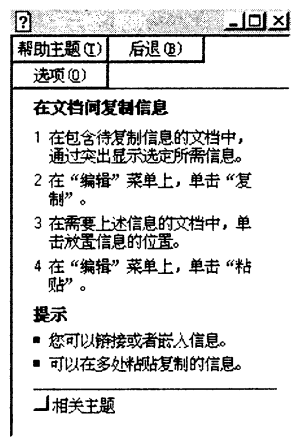 帮助主题(T) 后退(B)
选项(O)
在文档间复制信息
1 在包含待复制信息的文档中，
通过突出显示选定所需信息。
2 在“编辑”菜单上，单击“复
制”。
3 在需要上述信息的文档中，单
击放置信息的位置。
4 在“编辑”菜单上，单击“粘
贴”。
提示
▪ 您可以链接或者嵌入信息。
▪ 可以在多处粘贴复制的信息。
相关主题